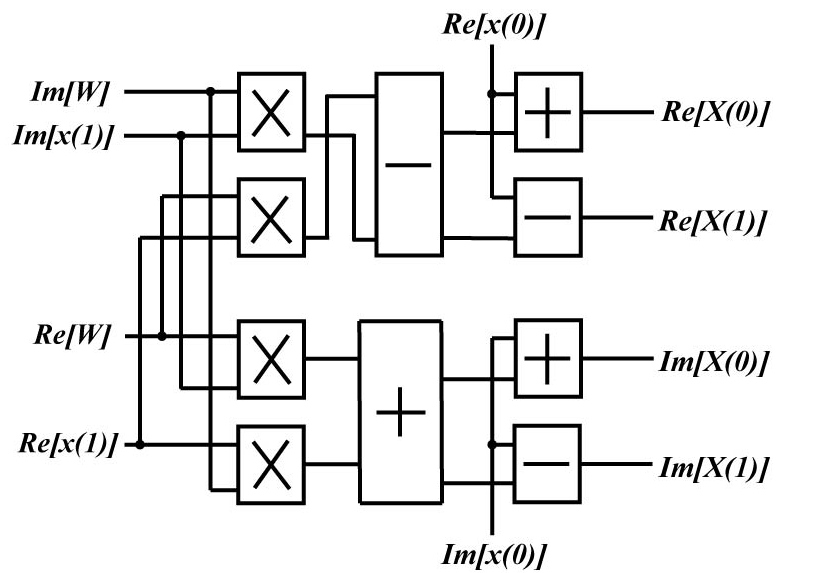 Re[x(0)]
Im[W]
Im[x(1)]
Re[X(0)]
Re[X(1)]
Re[W]
Re[x(1)]
Im[X(0)]
Im[X(1)]
Im[x(0)]